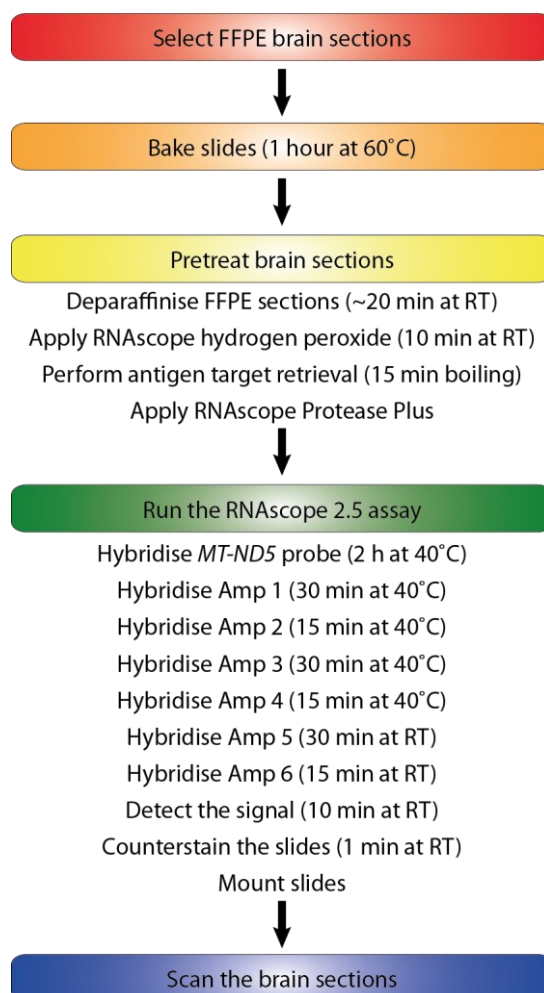 Select FFPE brain sections
Bake slides (1 hour at 60˚C)
Pretreat brain sections
Deparaffinise FFPE sections (~20 min at RT)
Apply RNAscope hydrogen peroxide (10 min at RT)
Perform antigen target retrieval (15 min boiling)
Apply RNAscope Protease Plus
Run the RNAscope 2.5 assay
Hybridise MT-ND5 probe (2 h at 40˚C)
Hybridise Amp 1 (30 min at 40˚C)
Hybridise Amp 2 (15 min at 40˚C)
Hybridise Amp 3 (30 min at 40˚C)
Hybridise Amp 4 (15 min at 40˚C)
Hybridise Amp 5 (30 min at RT)
Hybridise Amp 6 (15 min at RT)
Detect the signal (10 min at RT)
Counterstain the slides (1 min at RT)
Mount slides
Scan the brain sections